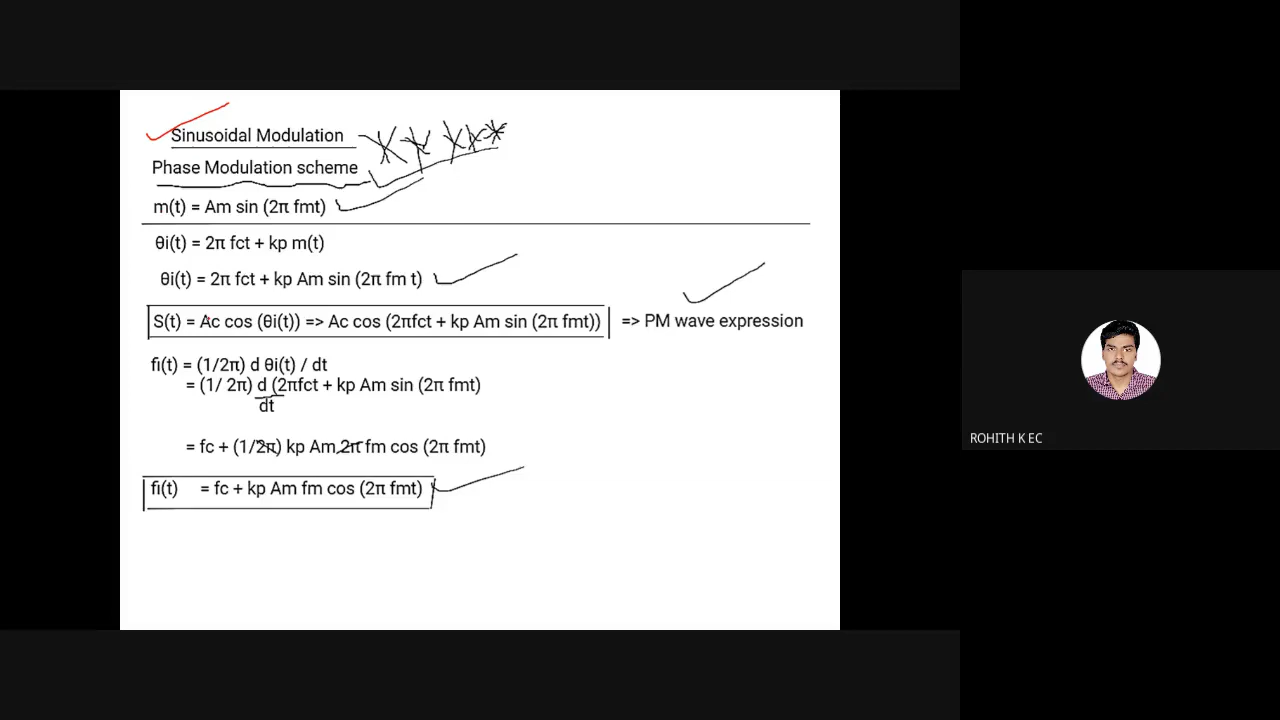 Sinusoidal Modulation
Phase Modulation scheme
m(t) = Am sin (2π fmt)
θi(t) = 2π fct + kp m(t)
θi(t) = 2π fct + kp Am sin (2π fm t)
S(t) = Ac cos (θi(t)) => Ac cos (2πfct + kp Am sin (2π fmt)) => PM wave expression
fi(t) = (1/2π) d θi(t) / dt
= (1/ 2π) d (2πfct + kp Am sin (2π fmt)
dt
= fc + (1/2π) kp Am 2π fm cos (2π fmt)
fi(t) = fc + kp Am fm cos (2π fmt)
ROHITH K EC